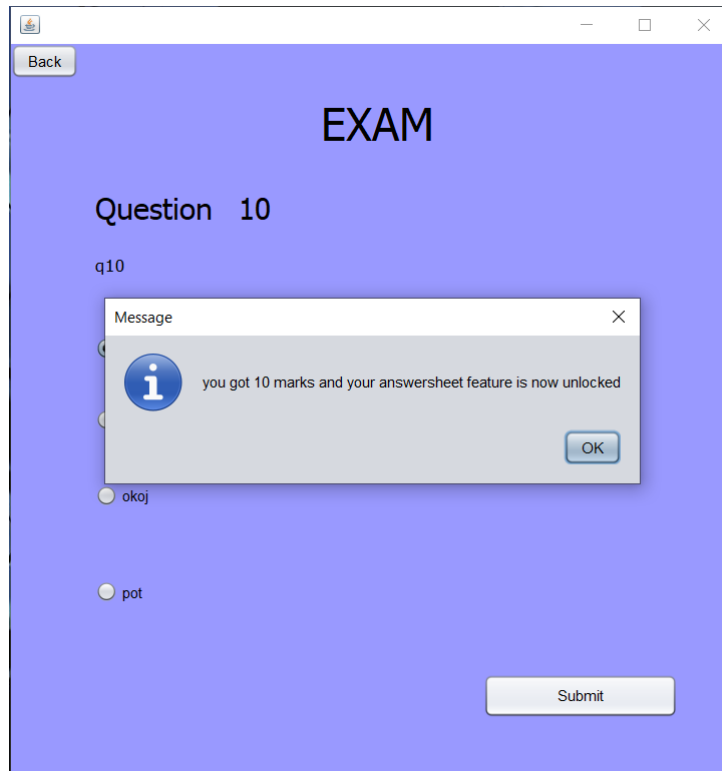 Back
EXAM
Question 10
q10
Message
you got 10 marks and your answersheet feature is now unlocked
OK
okoj
pot
Submit